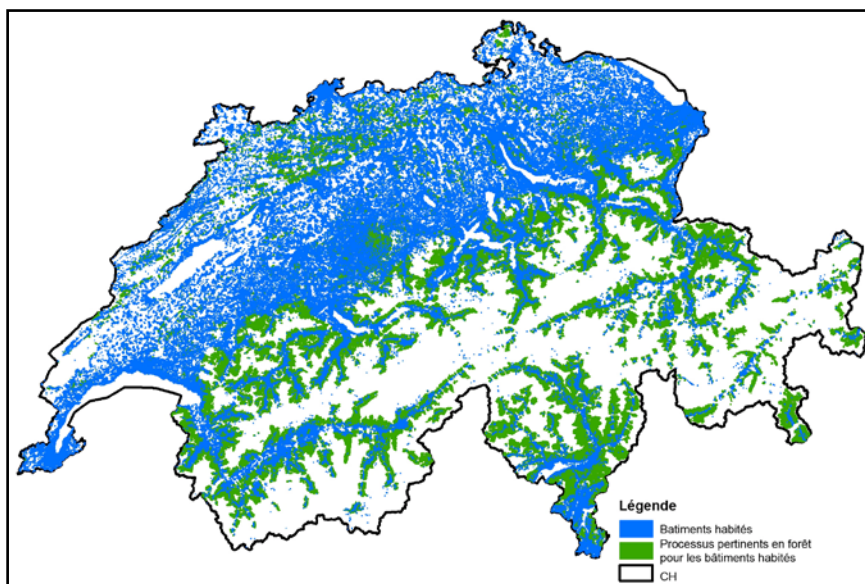 Légende
Batiments habités
Processus pertinents en forêt
pour les bâtiments habités
CH